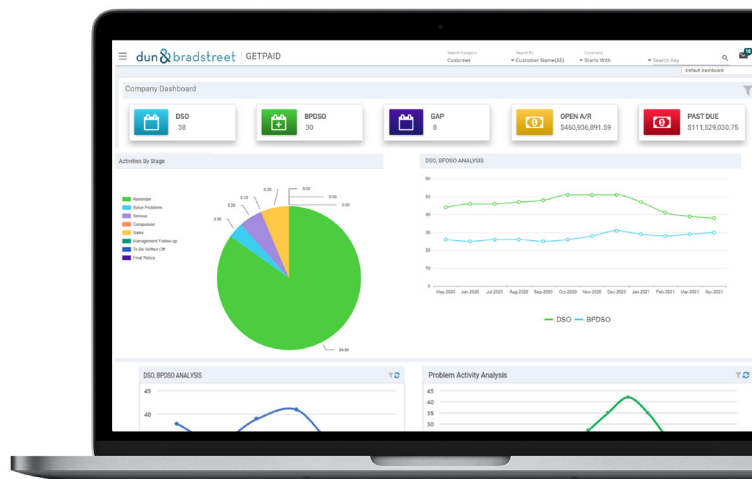 dun & bradstreet | GETPAID
Search Category
Customer
Search By
Customer Name(All)
Constraint
Starts With
Search Key
Default Dashboard
Company Dashboard
DSO
38
BPDSO
30
GAP
8
OPEN A/R
$460,936,891.59
PAST DUE
$111,529,030.75
Activities By Stage
Reminder
Value Problems
Serious
Compulsion
Sales
Management Follow-up
To Be Written Off
Final Notice
DSO, BPDSO ANALYSIS
60
50
40
30
20
10
0
May-2020 Jun-2020 Jul-2020 Aug-2020 Sep-2020 Oct-2020 Nov-2020 Dec-2020 Jan-2021 Feb-2021 Mar-2021 Apr-2021
DSO BPDSO
DSO, BPDSO ANALYSIS
45
40
Problem Activity Analysis
45
40
35
30